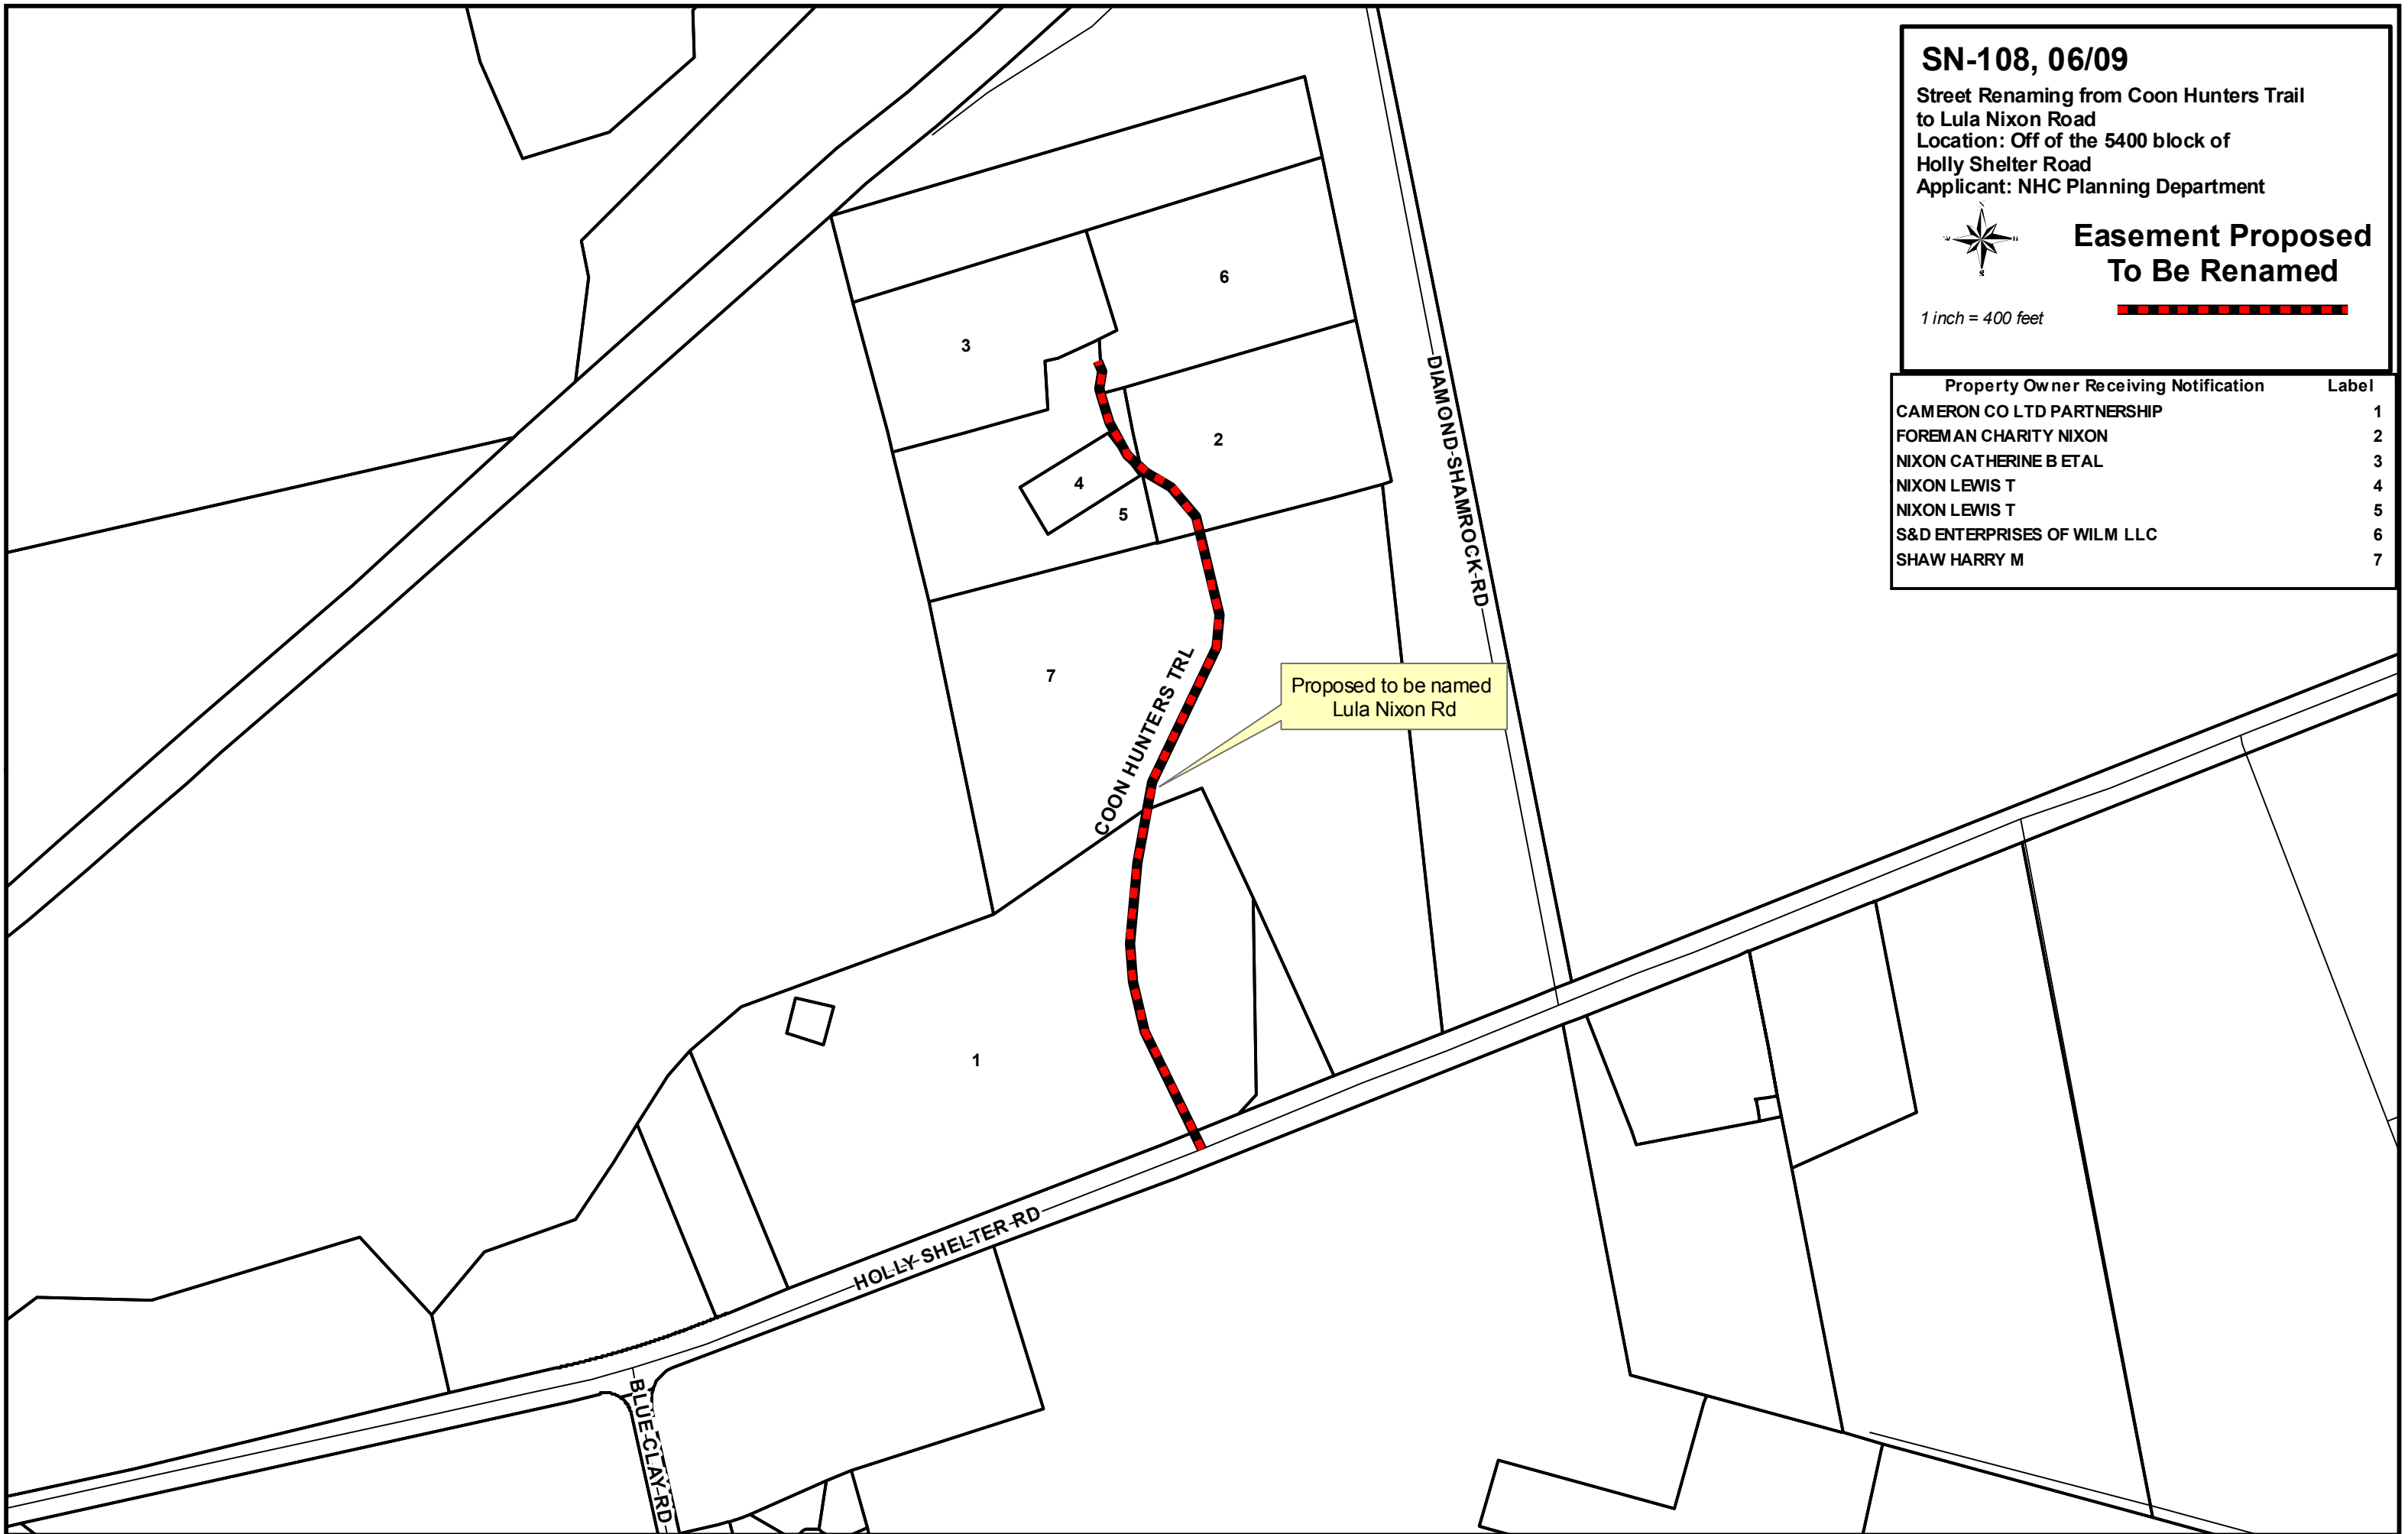 SN-108, 06/09
Street Renaming from Coon Hunters Trail
to Lula Nixon Road
Location: Off of the 5400 block of
Holly Shelter Road
Applicant: NHC Planning Department
Easement Proposed
To Be Renamed
1 inch = 400 feet
Property Owner Receiving Notification Label
CAMERON CO LTD PARTNERSHIP 1
FOREMAN CHARITY NIXON 2
NIXON CATHERINE B ETAL 3
NIXON LEWIS T 4
NIXON LEWIS T 5
S&D ENTERPRISES OF WILM LLC 6
SHAW HARRY M 7
6
3
2
4
5
7
1
DIAMOND-SHAMROCK-RD
COON HUNTERS TRL
Proposed to be named
Lula Nixon Rd
HOLLY-SHELTER-RD
BLUE-CLAY-RD